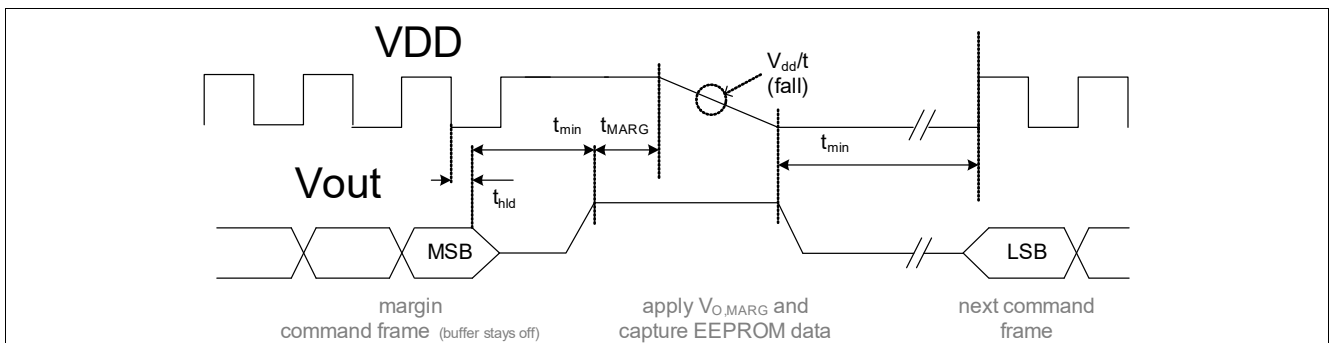 VDD
Vdd/t
(fall)
tmin
tMARG
tmin
Vout
thld
MSB
LSB
margin
command frame (buffer stays off)
apply VO,MARG and
capture EEPROM data
next command
frame